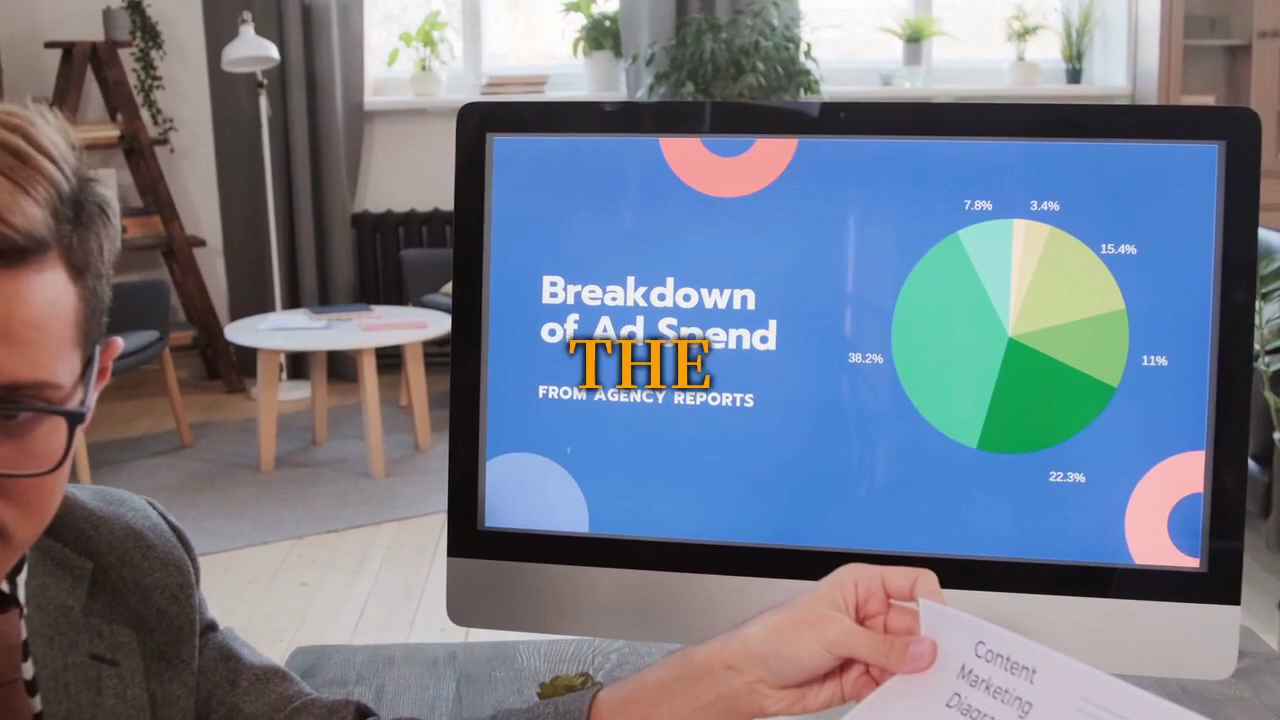 Breakdown
of Ad Spend
THE
FROM AGENCY REPORTS
7.8%
3.4%
15.4%
38.2%
11%
22.3%
Content
Marketing